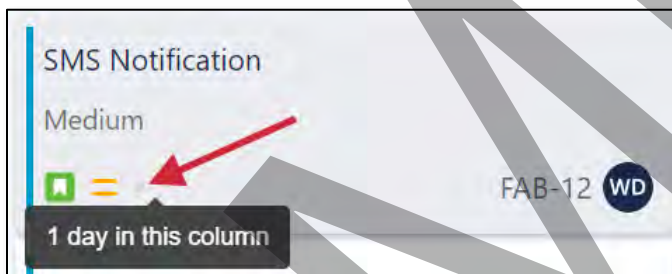 SMS Notification
Medium
FAB-12 WD
1 day in this column